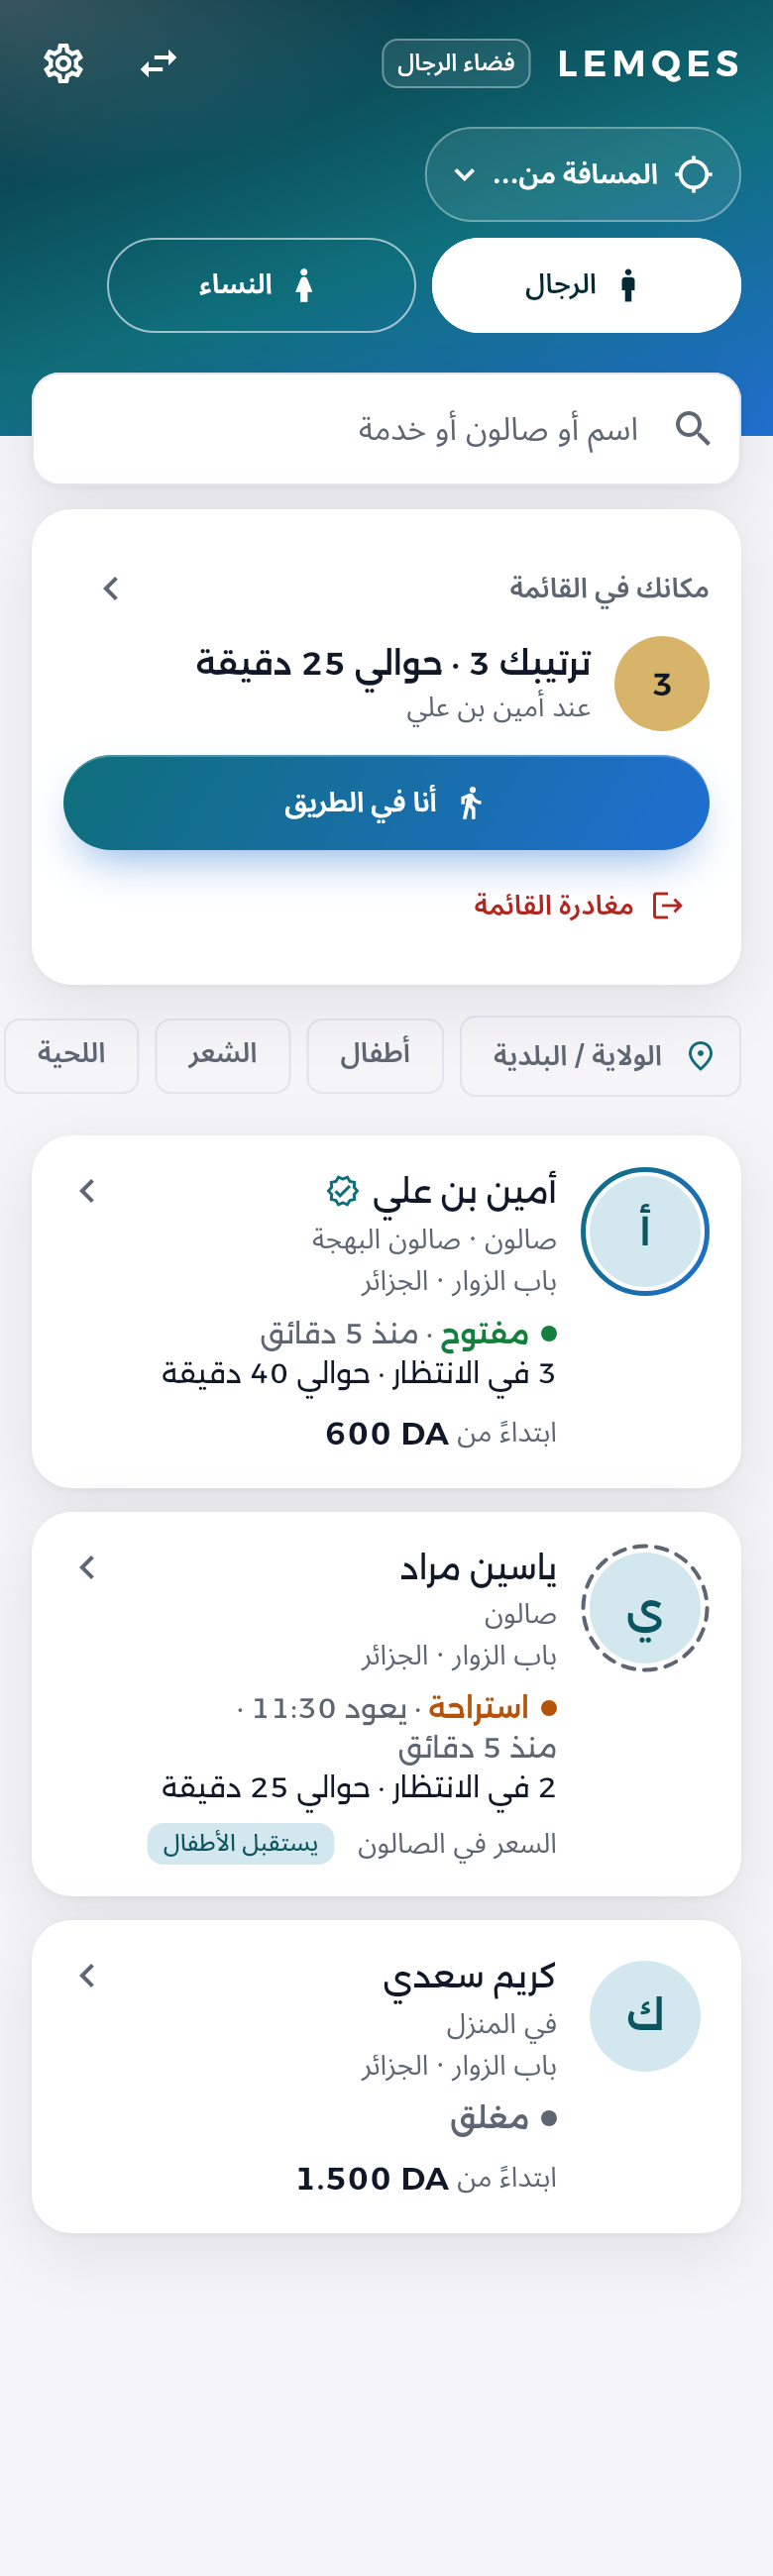 LEMQES
فضاء الرجال
المسافة من...
الرجال
النساء
اسم أو صالون أو خدمة
مكانك في القائمة
3
ترتيبك 3 · حوالي 25 دقيقة
عند أمين بن علي
أنا في الطريق
مغادرة القائمة
الولاية / البلدية
أطفال
الشعر
اللحية
أ
أمين بن علي
صالون · صالون البهجة
باب الزوار · الجزائر
مفتوح · منذ 5 دقائق
3 في الانتظار · حوالي 40 دقيقة
ابتداءً من 600 DA
ي
ياسين مراد
صالون
باب الزوار · الجزائر
استراحة · يعود 11:30 ·
منذ 5 دقائق
2 في الانتظار · حوالي 25 دقيقة
السعر في الصالون
يستقبل الأطفال
ك
كريم سعدي
في المنزل
باب الزوار · الجزائر
مغلق
ابتداءً من 1.500 DA